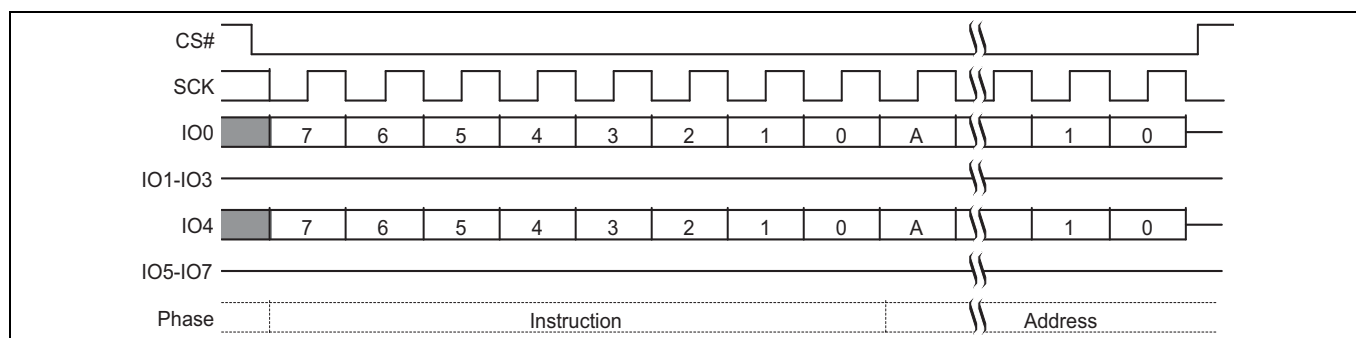 CS#
SCK
IO0 7 6 5 4 3 2 1 0 A 1 0
IO1-IO3
IO4 7 6 5 4 3 2 1 0 A 1 0
IO5-IO7
Phase Instruction Address